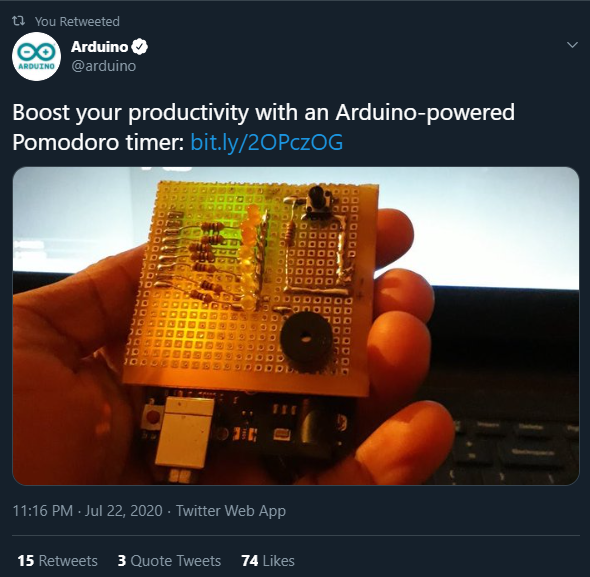 You Retweeted
Arduino
ARDUINO
@arduino
Boost your productivity with an Arduino-powered
Pomodoro timer: bit.ly/2OPczOG
11:16 PM · Jul 22, 2020 · Twitter Web App
15 Retweets 3 Quote Tweets 74 Likes